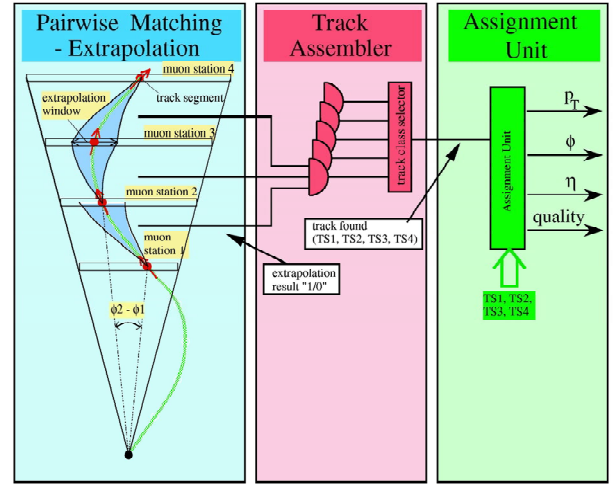 Pairwise Matching
- Extrapolation
muon station 4
extrapolation
window
track segment
muon station 3
muon station 2
muon
station 1
ϕ2 - ϕ1
extrapolation
result "1/0"
Track
Assembler
track class selector
track found
(TS1, TS2, TS3, TS4)
Assignment
Unit
Assignment Unit
pT
ϕ
η
quality
TS1, TS2,
TS3, TS4